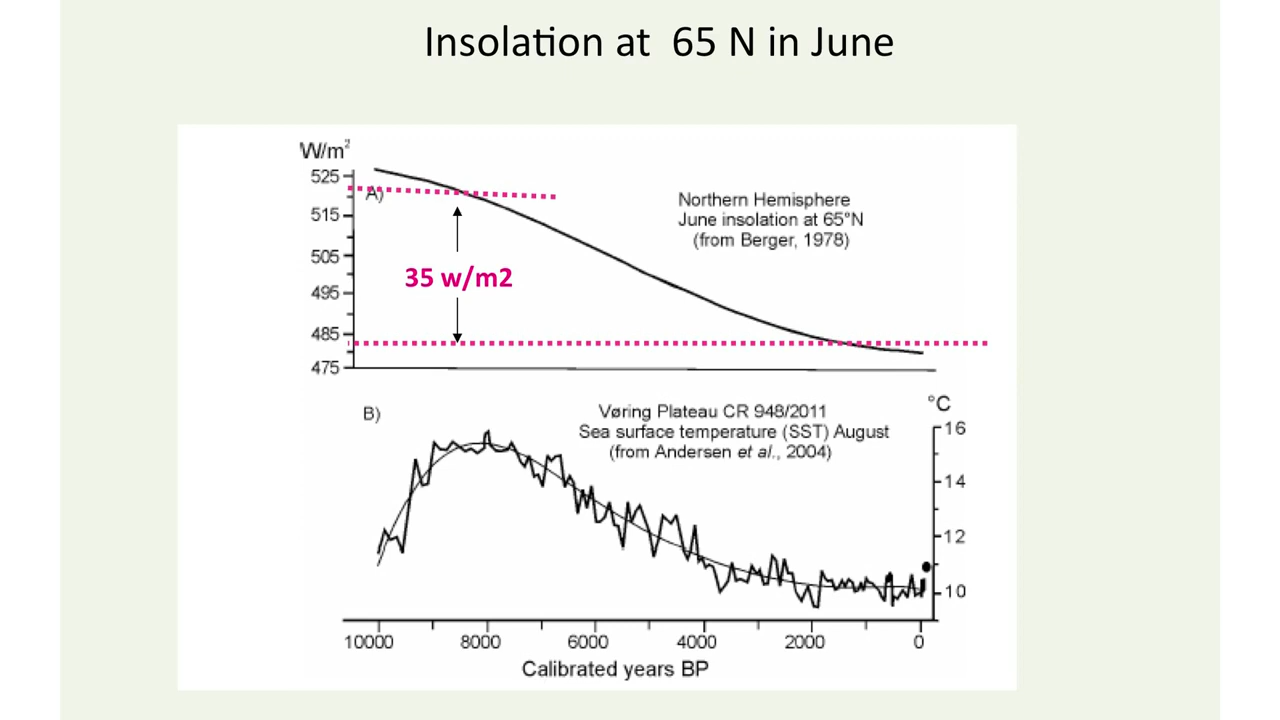 Insolation at  65 N in June
W/m²
525
515
505
495
485
475
A)
35 w/m2
Northern Hemisphere
June insolation at 65°N
(from Berger, 1978)
B)
Vøring Plateau CR 948/2011
Sea surface temperature (SST) August
(from Andersen et al., 2004)
°C
16
14
12
10
10000 8000 6000 4000 2000 0
Calibrated years BP